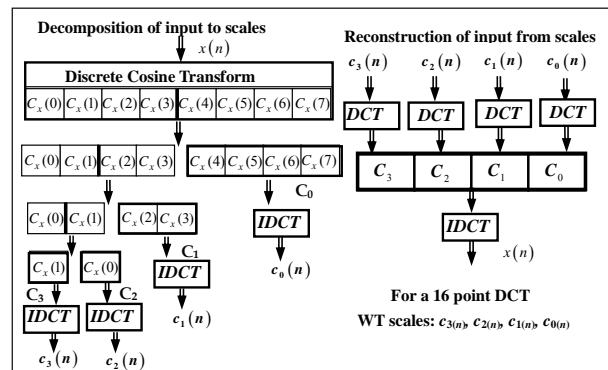 Decomposition of input to scales
x(n)
Discrete Cosine Transform
C_x(0) C_x(1) C_x(2) C_x(3) C_x(4) C_x(5) C_x(6) C_x(7)
C_x(0) C_x(1) C_x(2) C_x(3)
C_x(4) C_x(5) C_x(6) C_x(7)
C_0
IDCT
c_0(n)
C_x(0) C_x(1)
C_x(2) C_x(3)
C_1
IDCT
c_1(n)
C_x(1)
C_x(0)
C_3
C_2
IDCT
IDCT
c_3(n)
c_2(n)
Reconstruction of input from scales
c_3(n) c_2(n) c_1(n) c_0(n)
DCT DCT DCT DCT
C_3 C_2 C_1 C_0
IDCT
x(n)
For a 16 point DCT
WT scales: c_3(n), c_2(n), c_1(n), c_0(n)